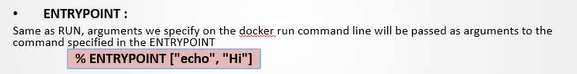 • ENTRYPOINT :
Same as RUN, arguments we specify on the docker run command line will be passed as arguments to the
command specified in the ENTRYPOINT
% ENTRYPOINT ["echo", "Hi"]